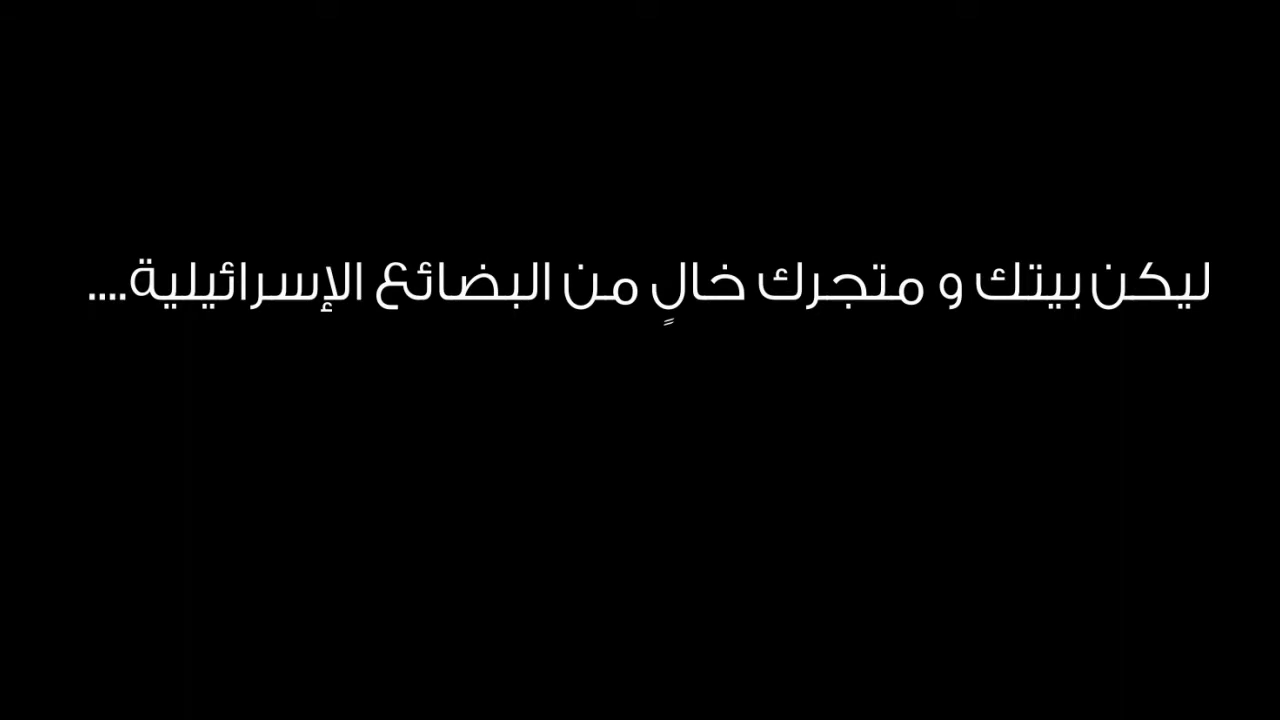 ليكن بيتك و متجرك خالٍ من البضائع الإسرائيلية....